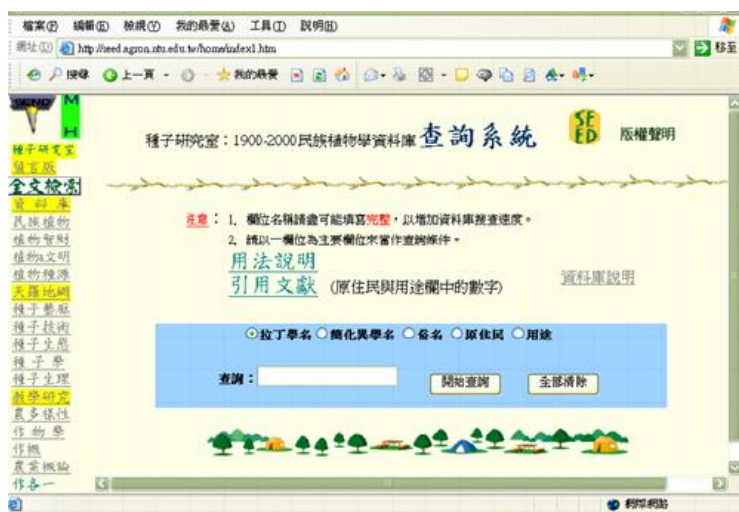 檔案(F) 編輯(E) 檢視(V) 我的最愛(A) 工具(T) 說明(H)
網址(D) http://seed.agron.ntu.edu.tw/home/index1.htm 移至
搜尋 上一頁 我的最愛
M
H
種子研究室
留言版
全文檢索
資料庫
民族植物
植物智財
植物a文明
植物種源
天羅地網
種子藝廊
種子技術
種子生態
種子學
種子生理
教學研究
農多樣性
作物學
作概
農業概論
作各一
種子研究室：1900-2000民族植物學資料庫查詢系統 SEED 版權聲明
注意：1. 欄位名稱請盡可能填寫完整，以增加資料庫搜查速度。
2. 請以一欄位為主要欄位來當作查詢條件。
用法說明
引用文獻 (原住民與用途欄中的數字) 資料庫說明
拉丁學名 簡化異學名 俗名 原住民 用途
查詢： 開始查詢 全部清除
網際網路